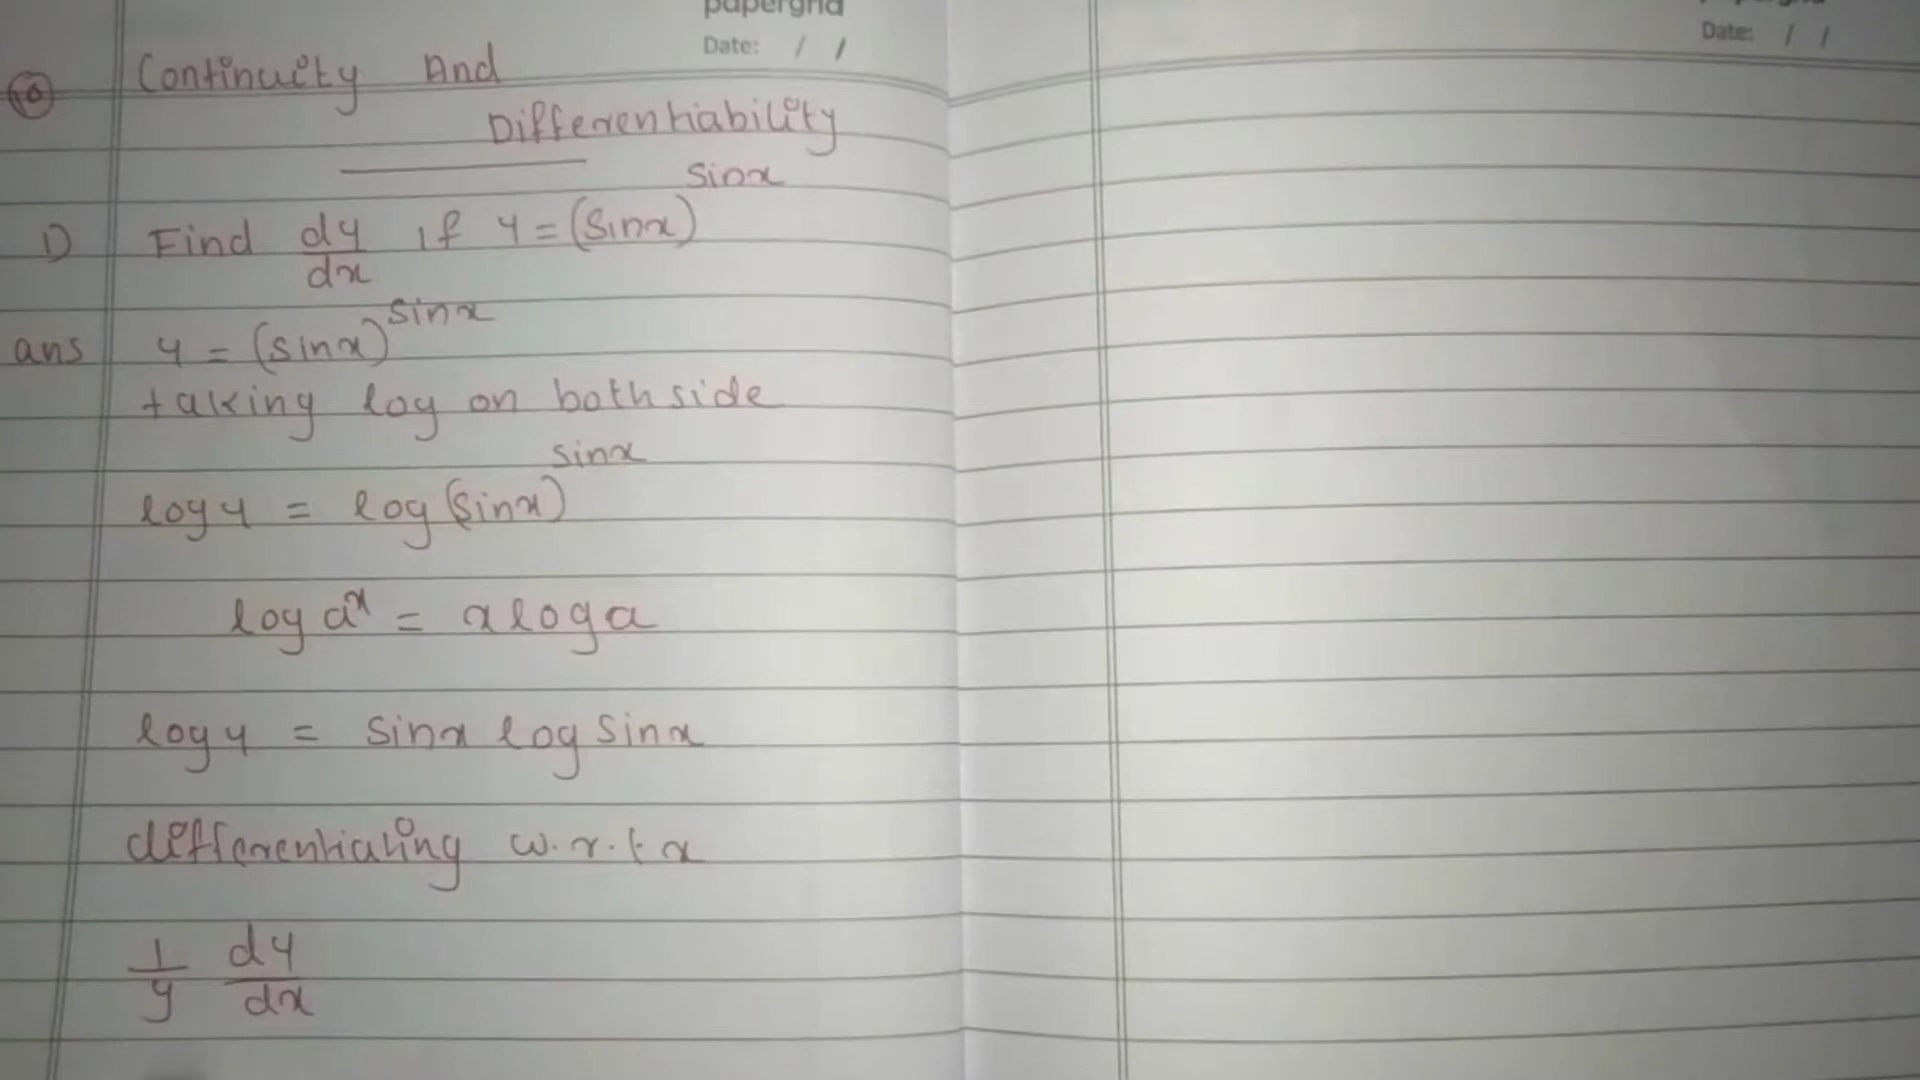 papergrid
Date: / /
Date: / /
Continuity And
Differentiability
1) Find dy/dx if y = (sinx)^sinx
ans y = (sinx)^sinx
taking log on both side
log y = log (sinx)^sinx
log a^x = x log a
log y = sinx log sinx
differentiating w.r.t x
1/y dy/dx